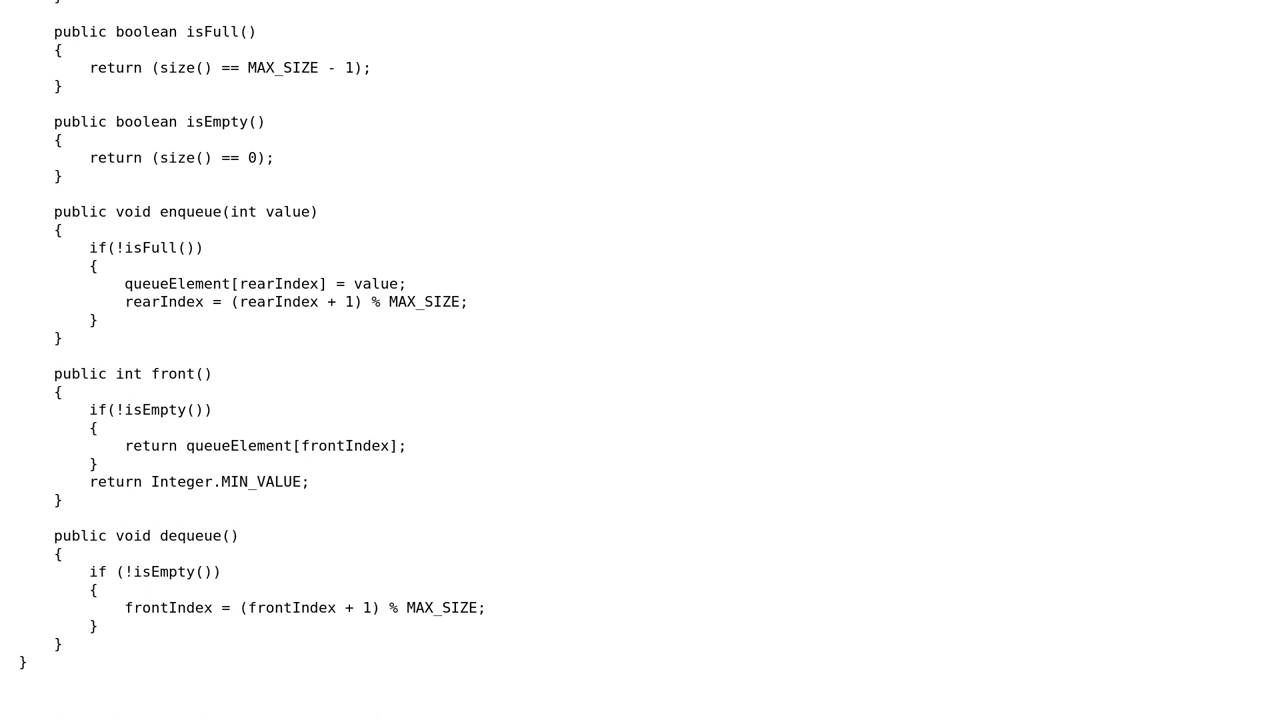 }
public boolean isFull()
{
return (size() == MAX_SIZE - 1);
}
public boolean isEmpty()
{
return (size() == 0);
}
public void enqueue(int value)
{
if(!isFull())
{
queueElement[rearIndex] = value;
rearIndex = (rearIndex + 1) % MAX_SIZE;
}
}
public int front()
{
if(!isEmpty())
{
return queueElement[frontIndex];
}
return Integer.MIN_VALUE;
}
public void dequeue()
{
if (!isEmpty())
{
frontIndex = (frontIndex + 1) % MAX_SIZE;
}
}
}